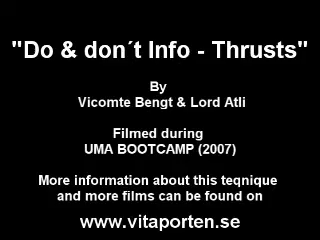 "Do & don´t Info - Thrusts"
By
Vicomte Bengt & Lord Atli
Filmed during
UMA BOOTCAMP (2007)
More information about this teqnique
and more films can be found on
www.vitaporten.se